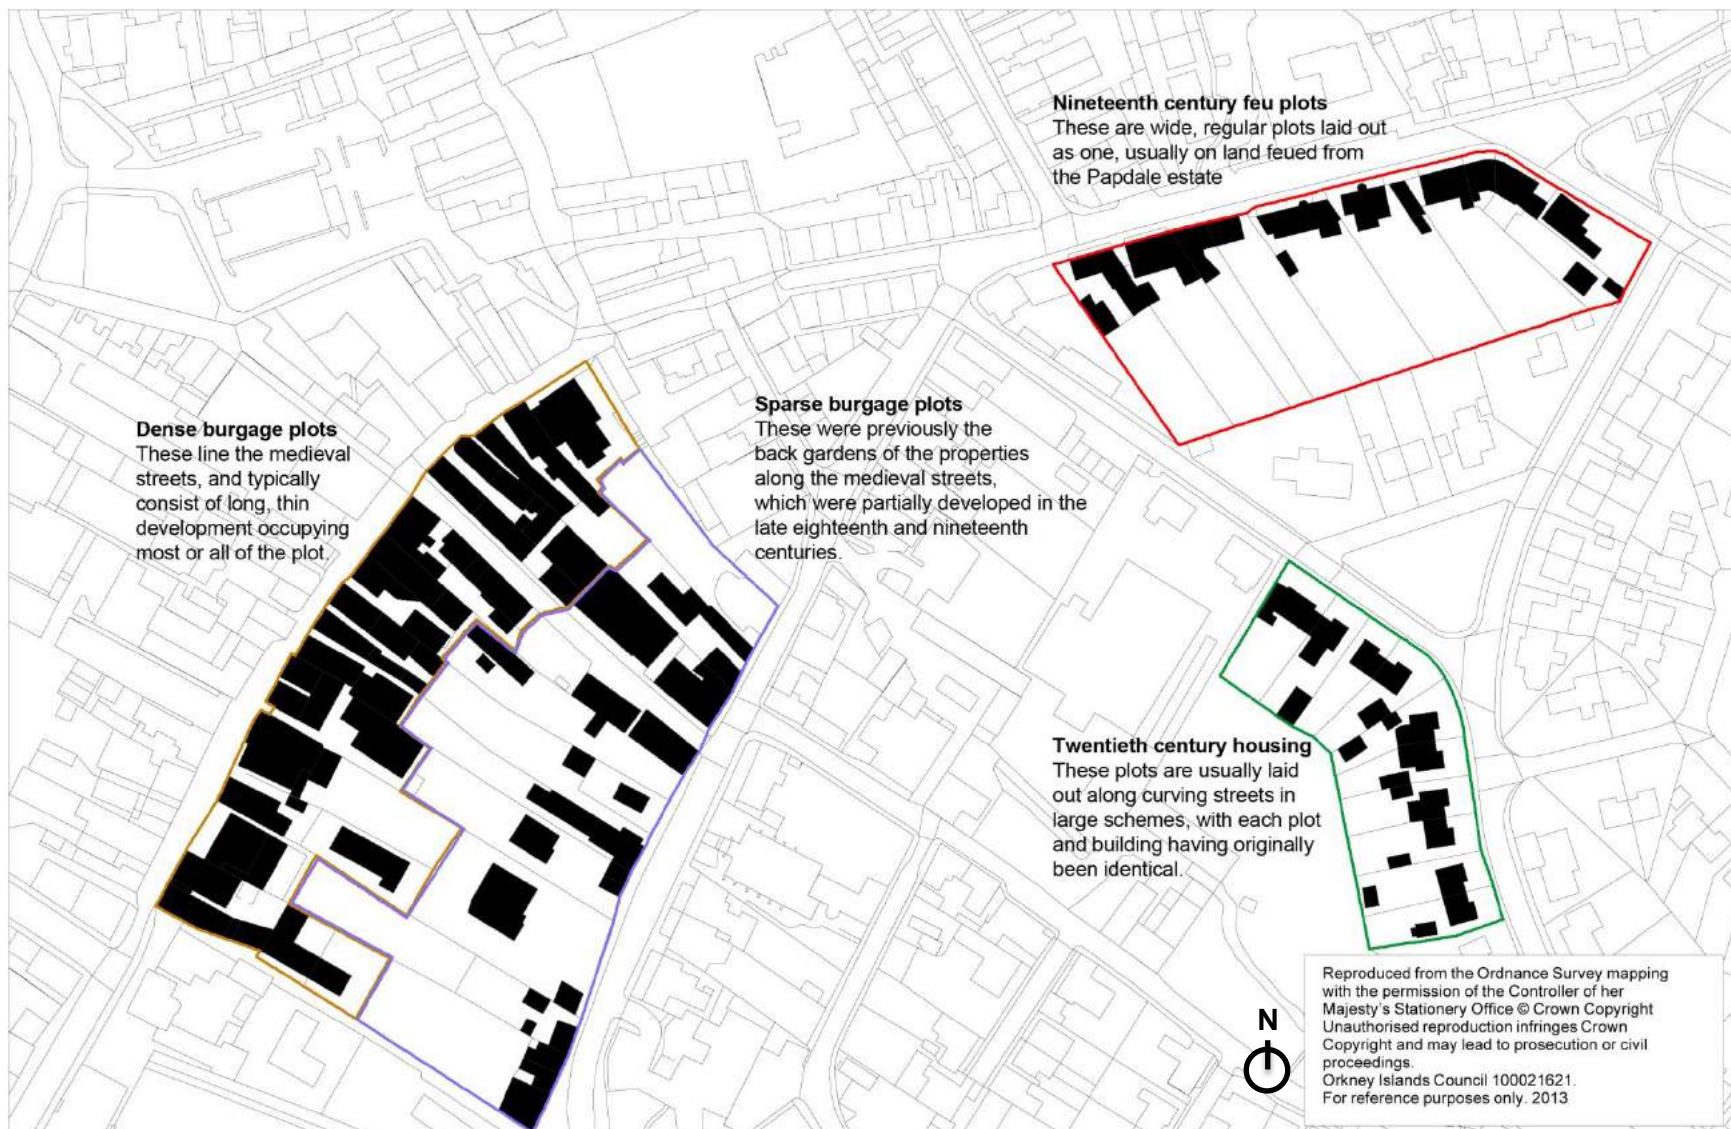 Nineteenth century feu plots
These are wide, regular plots laid out
as one, usually on land feued from
the Papdale estate
Dense burgage plots
These line the medieval
streets, and typically
consist of long, thin
development occupying
most or all of the plot.
Sparse burgage plots
These were previously the
back gardens of the properties
along the medieval streets,
which were partially developed in the
late eighteenth and nineteenth
centuries.
Twentieth century housing
These plots are usually laid
out along curving streets in
large schemes, with each plot
and building having originally
been identical.
N
Reproduced from the Ordnance Survey mapping
with the permission of the Controller of her
Majesty's Stationery Office © Crown Copyright
Unauthorised reproduction infringes Crown
Copyright and may lead to prosecution or civil
proceedings.
Orkney Islands Council 100021621.
For reference purposes only. 2013